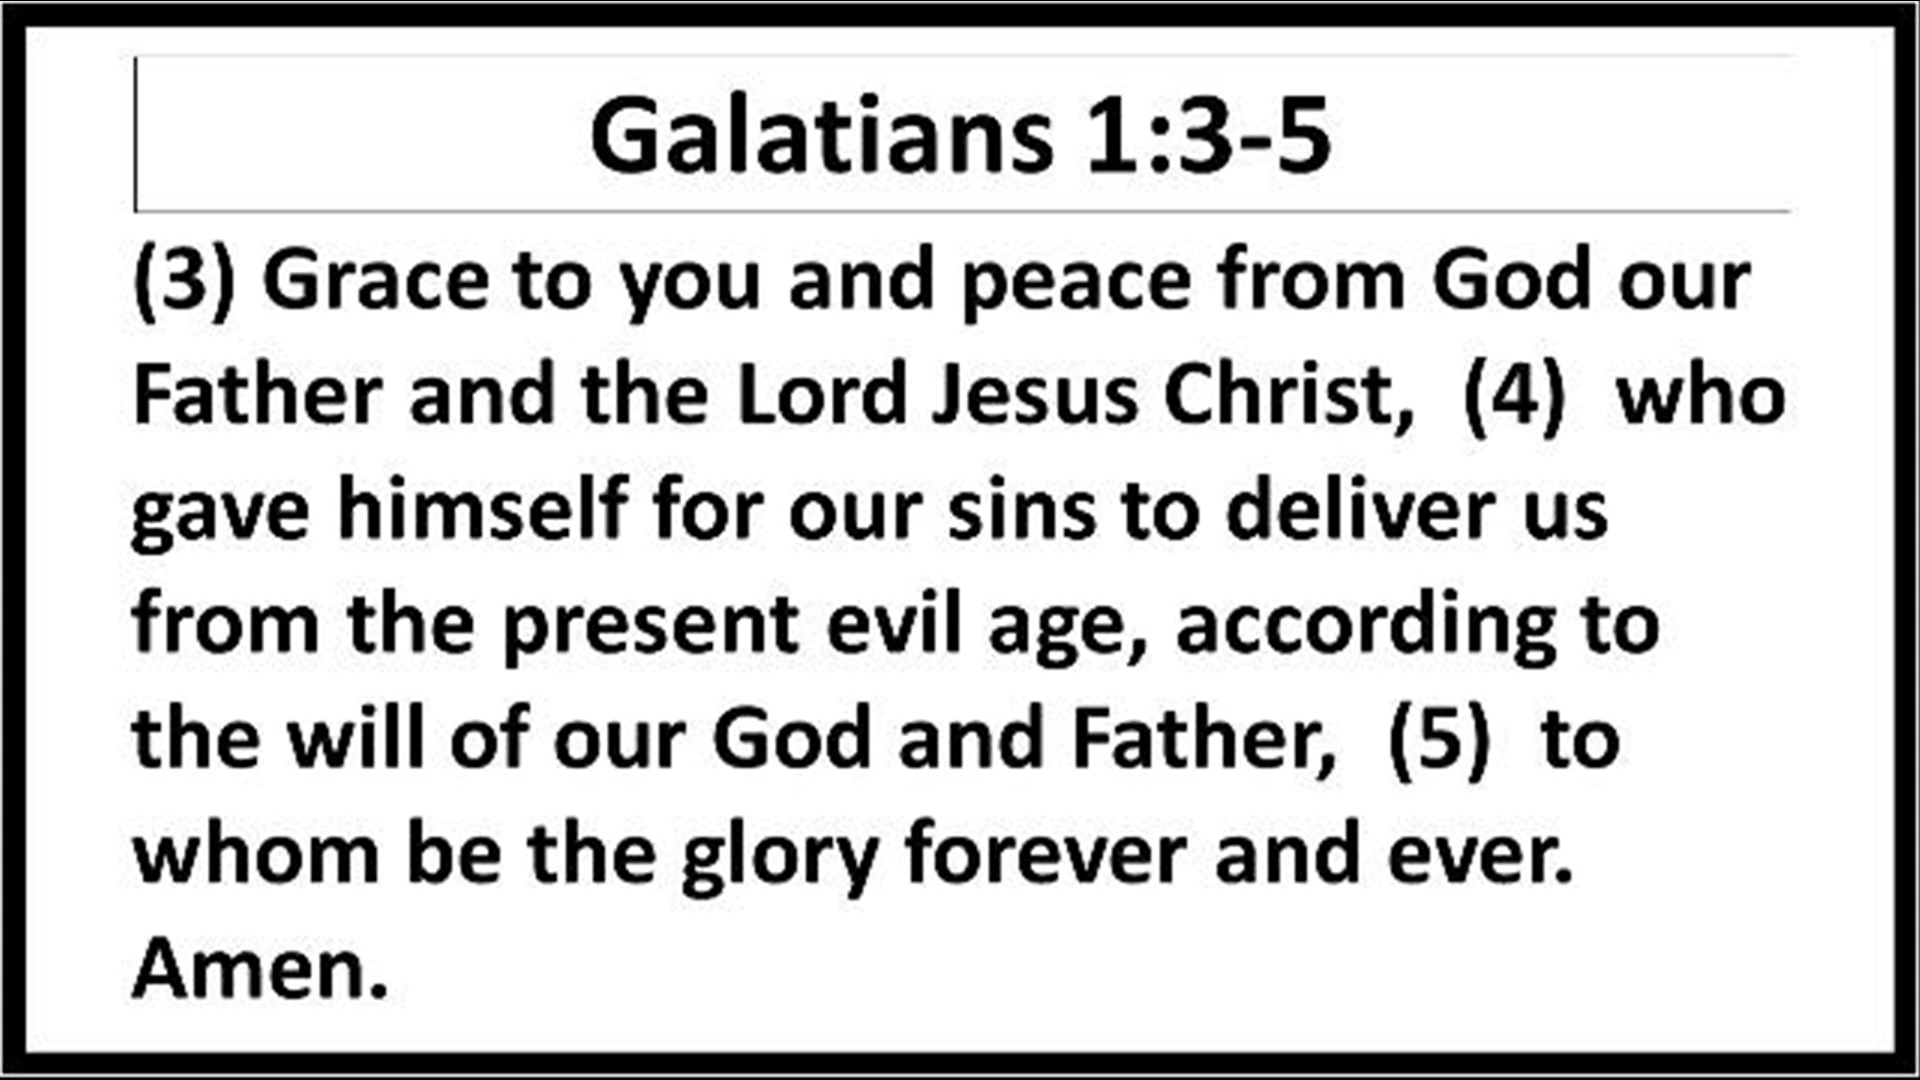 Galatians 1:3-5
(3) Grace to you and peace from God our
Father and the Lord Jesus Christ,  (4)  who
gave himself for our sins to deliver us
from the present evil age, according to
the will of our God and Father,  (5)  to
whom be the glory forever and ever.
Amen.